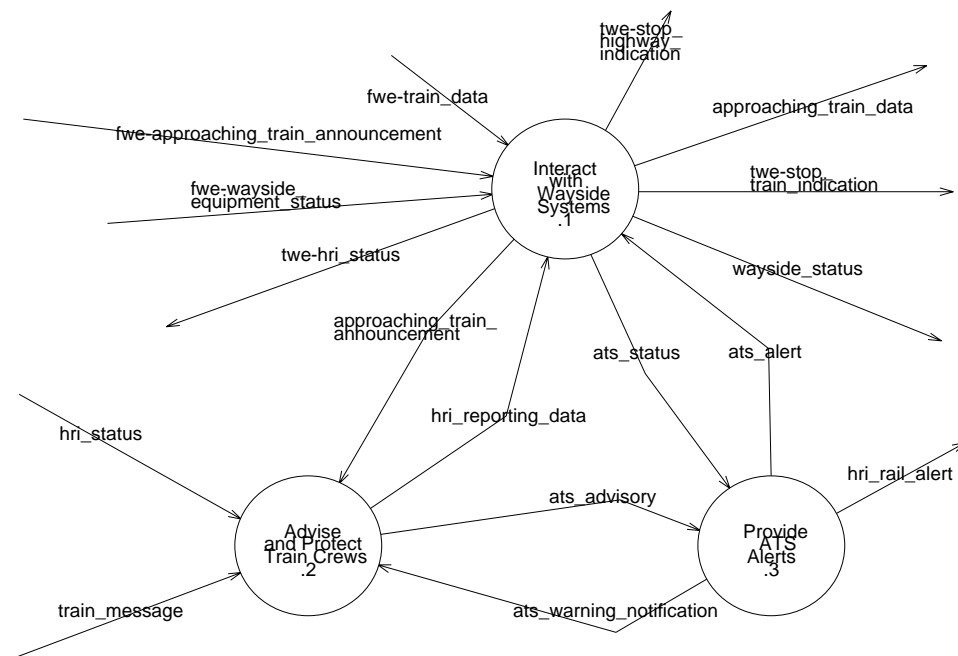 twe-stop_
highway_
indication
fwe-train_data
approaching_train_data
fwe-approaching_train_announcement
Interact
with
Wayside
Systems
.1
twe-stop_
train_indication
fwe-wayside_
equipment_status
twe-hri_status
wayside_status
approaching_train_
announcement
ats_status
ats_alert
hri_reporting_data
hri_status
hri_rail_alert
ats_advisory
Advise
and Protect
Train Crews
.2
Provide
ATS
Alerts
.3
train_message
ats_warning_notification